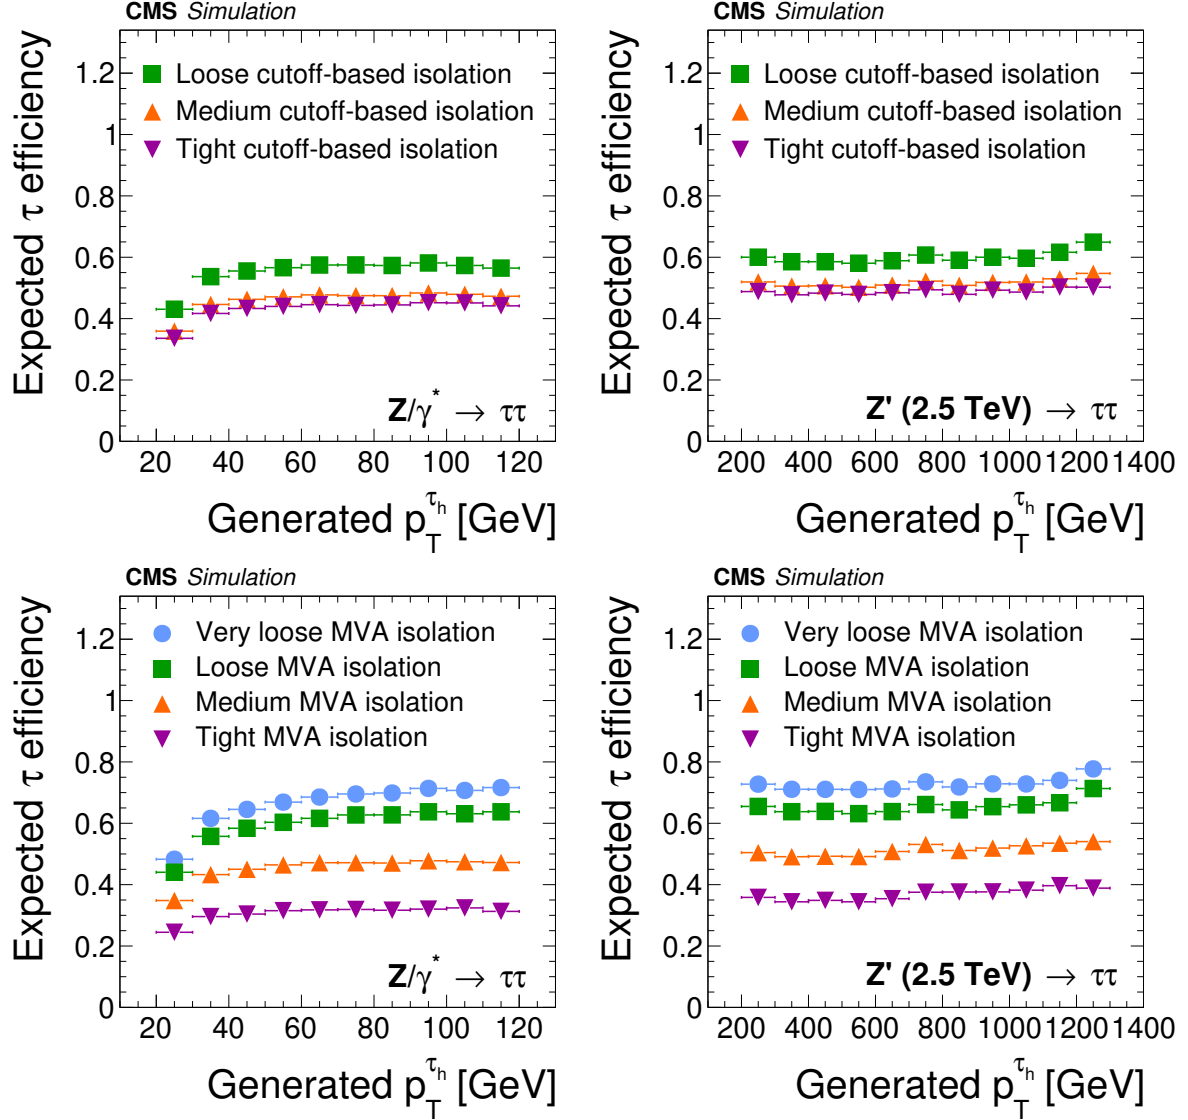 CMS Simulation
Expected τ efficiency
Loose cutoff-based isolation
Medium cutoff-based isolation
Tight cutoff-based isolation
1.2
1
0.8
0.6
0.4
0.2
0
Z/γ* → ττ
20 40 60 80 100 120
Generated p_T^{τ_h} [GeV]
CMS Simulation
Expected τ efficiency
Loose cutoff-based isolation
Medium cutoff-based isolation
Tight cutoff-based isolation
1.2
1
0.8
0.6
0.4
0.2
0
Z' (2.5 TeV) → ττ
200 400 600 800 1000 1200 1400
Generated p_T^{τ_h} [GeV]
CMS Simulation
Expected τ efficiency
Very loose MVA isolation
Loose MVA isolation
Medium MVA isolation
Tight MVA isolation
1.2
1
0.8
0.6
0.4
0.2
0
Z/γ* → ττ
20 40 60 80 100 120
Generated p_T^{τ_h} [GeV]
CMS Simulation
Expected τ efficiency
Very loose MVA isolation
Loose MVA isolation
Medium MVA isolation
Tight MVA isolation
1.2
1
0.8
0.6
0.4
0.2
0
Z' (2.5 TeV) → ττ
200 400 600 800 1000 1200 1400
Generated p_T^{τ_h} [GeV]